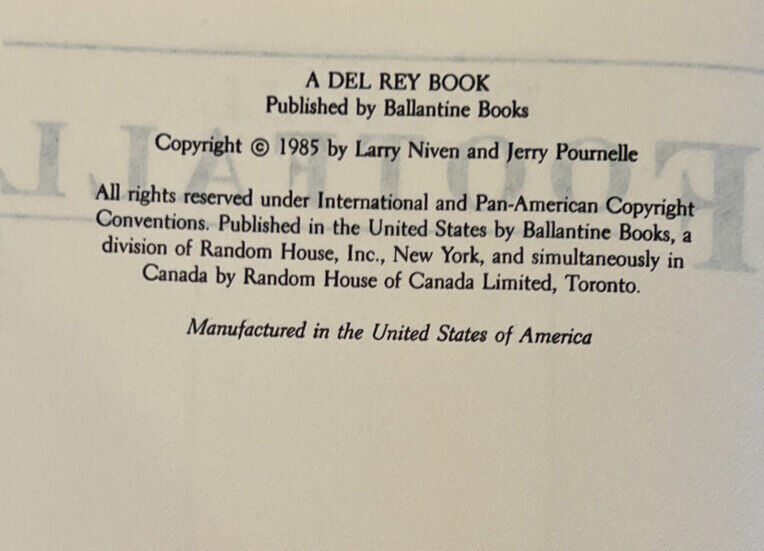 A DEL REY BOOK
Published by Ballantine Books
Copyright © 1985 by Larry Niven and Jerry Pournelle
All rights reserved under International and Pan-American Copyright
Conventions. Published in the United States by Ballantine Books, a
division of Random House, Inc., New York, and simultaneously in
Canada by Random House of Canada Limited, Toronto.
Manufactured in the United States of America
FOOTFALL